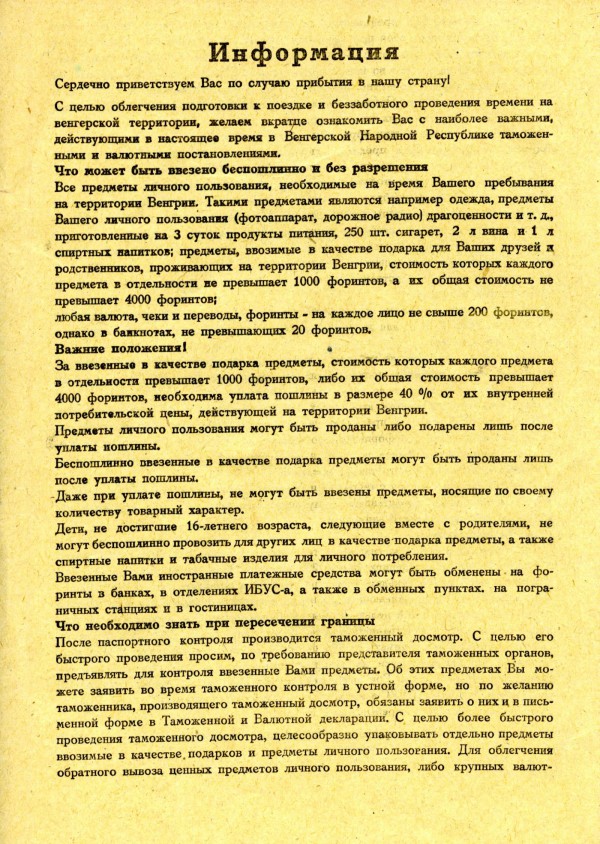 Информация
Сердечно приветствуем Вас по случаю прибытия в нашу страну!
С целью облегчения подготовки к поездке и беззаботного проведения времени на
венгерской территории, желаем вкратце ознакомить Вас с наиболее важными,
действующими в настоящее время в Венгерской Народной Республике таможен-
ными и валютными постановлениями.
Что может быть ввезено беспошлинно и без разрешения
Все предметы личного пользования, необходимые на время Вашего пребывания
на территории Венгрии. Такими предметами являются например одежда, предметы
Вашего личного пользования (фотоаппарат, дорожное радио) драгоценности и т. д.,
приготовленные на 3 суток продукты питания, 250 шт. сигарет, 2 л вина и 1 л
спиртных напитков; предметы, ввозимые в качестве подарка для Ваших друзей и
родственников, проживающих на территории Венгрии, стоимость которых каждого
предмета в отдельности не превышает 1000 форинтов, а их общая стоимость не
превышает 4000 форинтов;
любая валюта, чеки и переводы, форинты - на каждое лицо не свыше 200 форинтов,
однако в банкнотах, не превышающих 20 форинтов.
Важние положения!
За ввезенные в качестве подарка предметы, стоимость которых каждого предмета
в отдельности превышает 1000 форинтов, либо их общая стоимость превышает
4000 форинтов, необходима уплата пошлины в размере 40 % от их внутренней
потребительской цены, действующей на территории Венгрии.
Предметы личного пользования могут быть проданы либо подарены лишь после
уплаты пошлины.
Беспошлинно ввезенные в качестве подарка предметы могут быть проданы лишь
после уплаты пошлины.
Даже при уплате пошлины, не могут быть ввезены предметы, носящие по своему
количеству товарный характер.
Дети, не достигшие 16-летнего возраста, следующие вместе с родителями, не
могут беспошлинно провозить для других лиц в качестве подарка предметы, а также
спиртные напитки и табачные изделия для личного потребления.
Ввезенные Вами иностранные платежные средства могут быть обменены на фо-
ринты в банках, в отделениях ИБУС-а, а также в обменных пунктах. на погра-
ничных станциях и в гостиницах.
Что необходимо знать при пересечении границы
После паспортного контроля производится таможенный досмотр. С целью его
быстрого проведения просим, по требованию представителя таможенных органов,
предъявлять для контроля ввезенные Вами предметы. Об этих предметах Вы мо-
жете заявить во время таможенного контроля в устной форме, но по желанию
таможенника, производящего таможенный досмотр, обязаны заявить о них и в пись-
менной форме в Таможенной и Валютной декларации. С целью более быстрого
проведения таможенного досмотра, целесообразно упаковывать отдельно предметы
ввозимые в качестве подарков и предметы личного пользования. Для облегчения
обратного вывоза ценных предметов личного пользования, либо крупных валют-